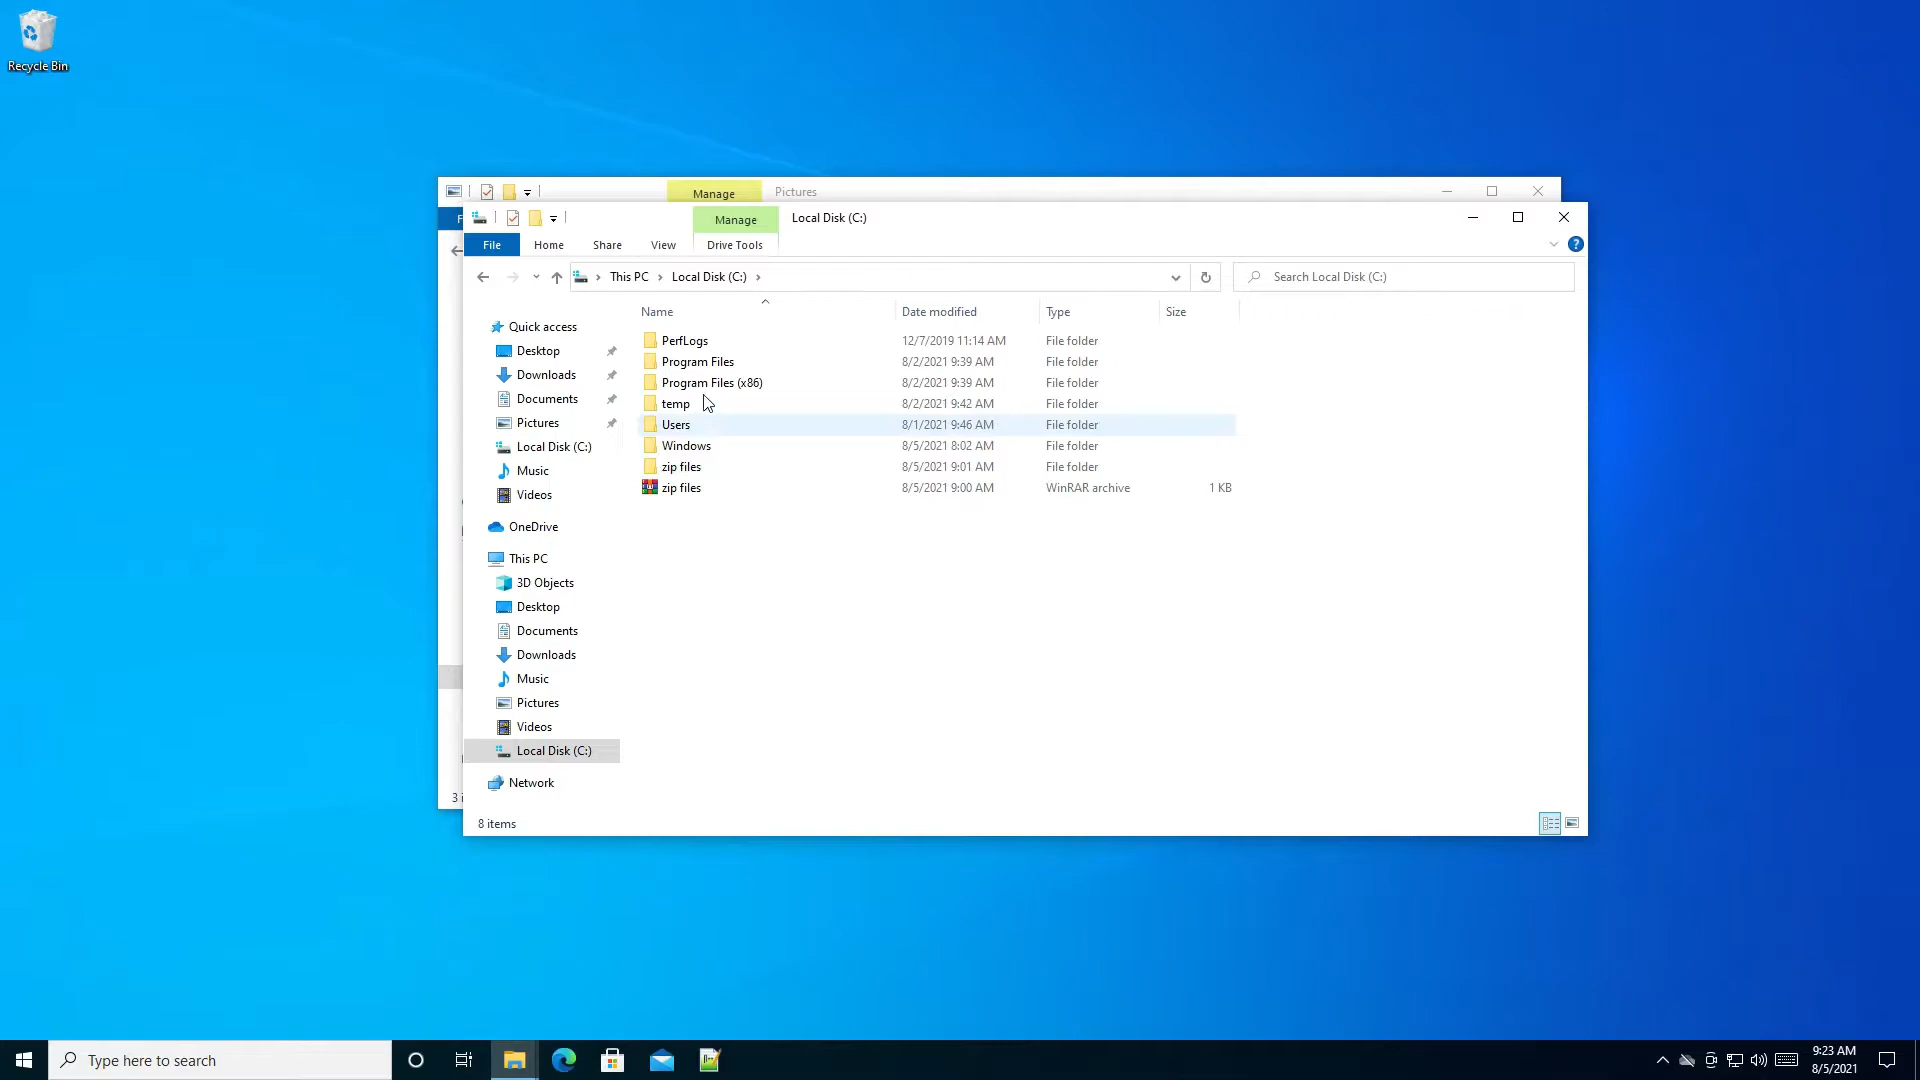 Recycle Bin
Manage Pictures
F
Manage Local Disk (C:)
File Home Share View Drive Tools
This PC Local Disk (C:) Search Local Disk (C:)
Name Date modified Type Size
Quick access
Desktop
Downloads
Documents
Pictures
Local Disk (C:)
Music
Videos
OneDrive
This PC
3D Objects
Desktop
Documents
Downloads
Music
Pictures
Videos
Local Disk (C:)
Network
PerfLogs 12/7/2019 11:14 AM File folder
Program Files 8/2/2021 9:39 AM File folder
Program Files (x86) 8/2/2021 9:39 AM File folder
temp 8/2/2021 9:42 AM File folder
Users 8/1/2021 9:46 AM File folder
Windows 8/5/2021 8:02 AM File folder
zip files 8/5/2021 9:01 AM File folder
zip files 8/5/2021 9:00 AM WinRAR archive 1 KB
3 i
8 items
Type here to search
9:23 AM
8/5/2021